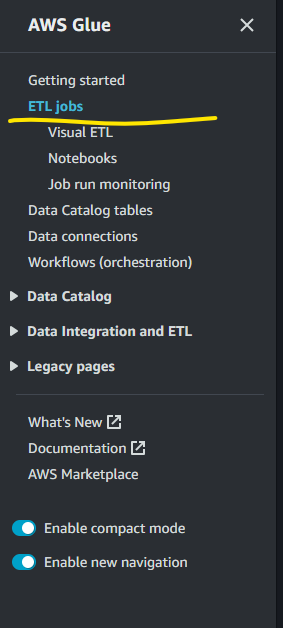 AWS Glue
Getting started
ETL jobs
Visual ETL
Notebooks
Job run monitoring
Data Catalog tables
Data connections
Workflows (orchestration)
Data Catalog
Data Integration and ETL
Legacy pages
What's New
Documentation
AWS Marketplace
Enable compact mode
Enable new navigation